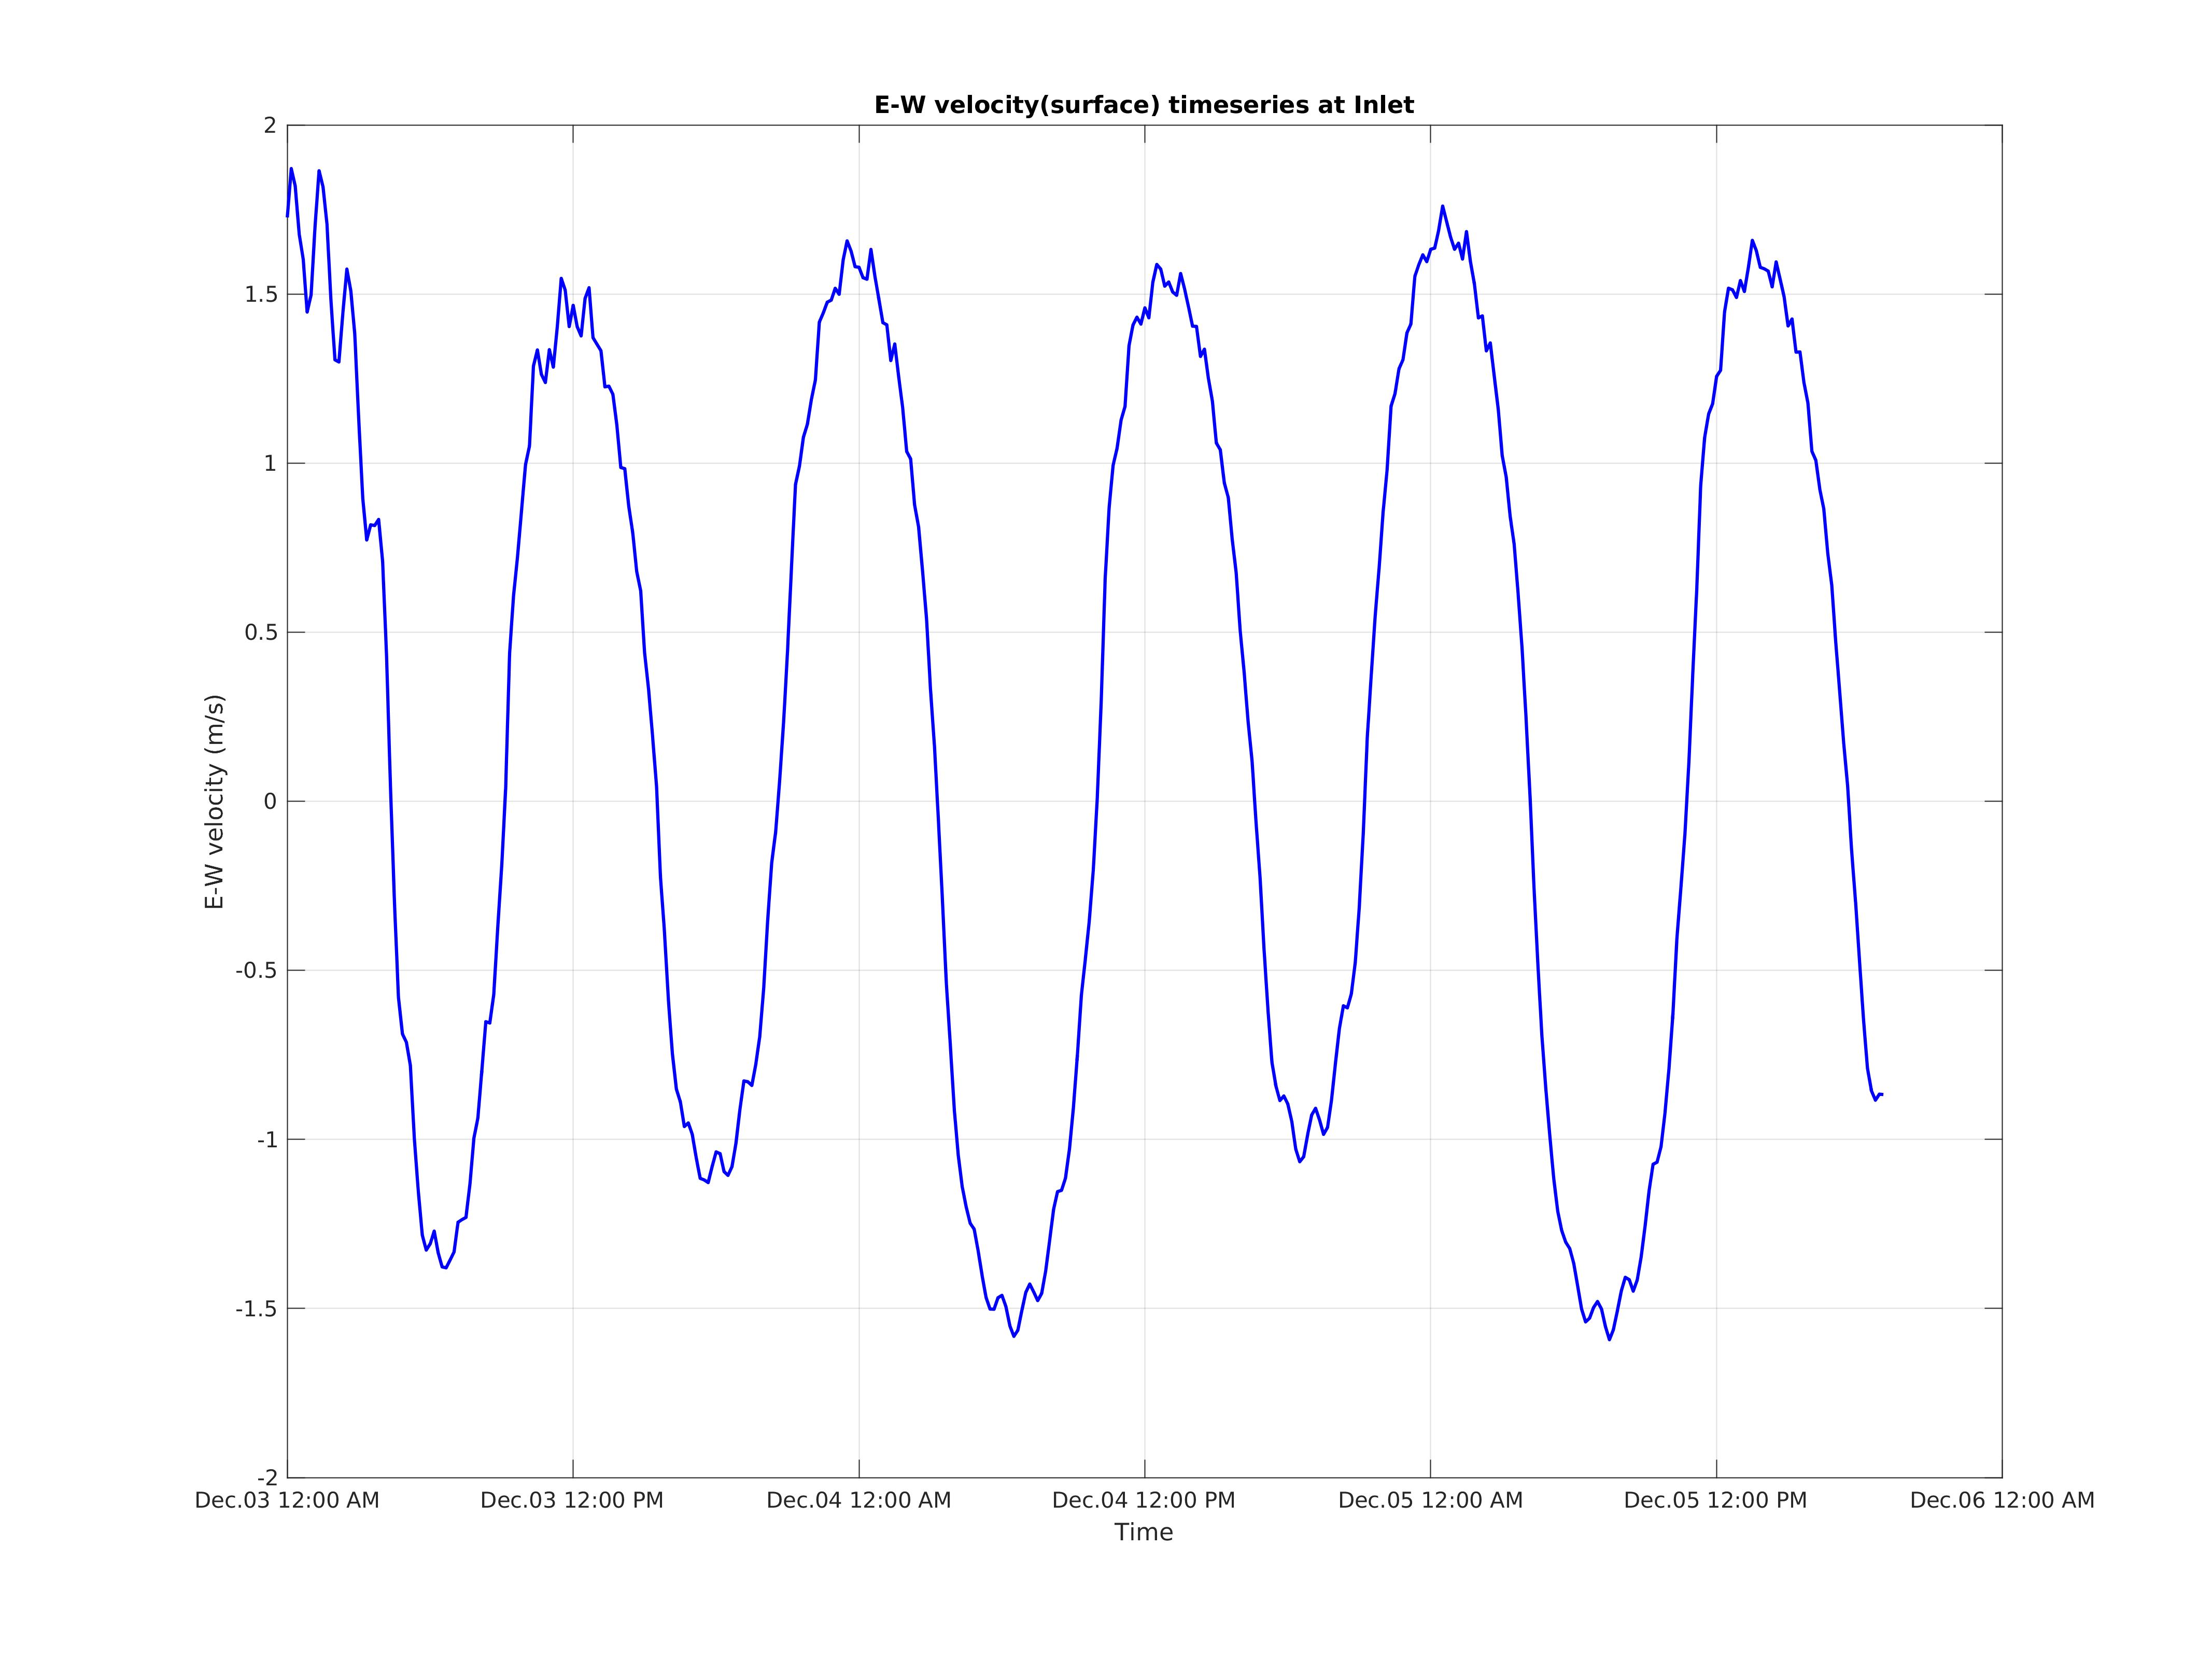 E-W velocity(surface) timeseries at Inlet
2
1.5
1
0.5
0
-0.5
-1
-1.5
-2
E-W velocity (m/s)
Dec.03 12:00 AM Dec.03 12:00 PM Dec.04 12:00 AM Dec.04 12:00 PM Dec.05 12:00 AM Dec.05 12:00 PM Dec.06 12:00 AM
Time